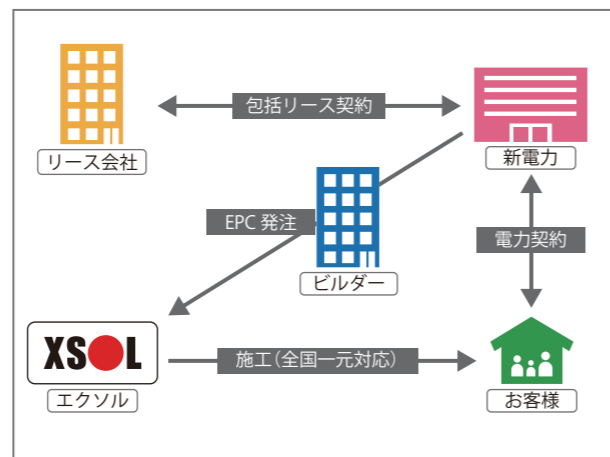 包括リース契約
リース会社
新電力
EPC 発注
電力契約
ビルダー
XSOL
施工（全国一元対応）
エクソル
お客様